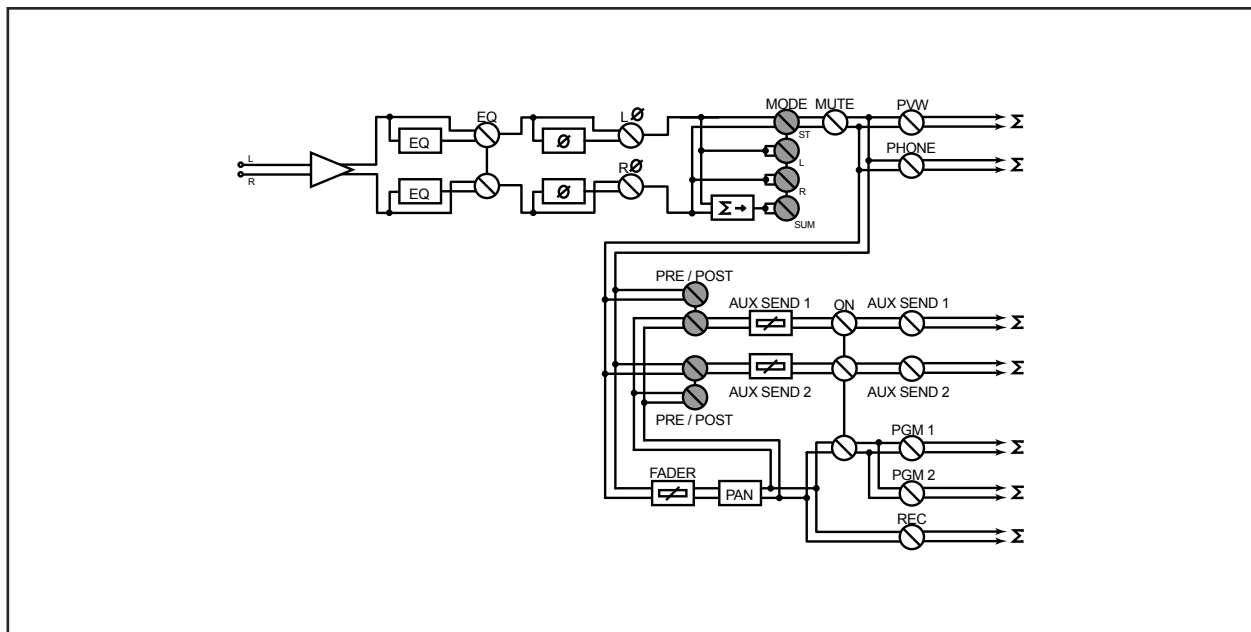 MODE MUTE PVW
EQ LØ
EQ Ø ST Σ
L PHONE
R L Σ
RØ
EQ Ø R
Σ→ SUM
PRE / POST
AUX SEND 1 ON AUX SEND 1
Σ
Σ
AUX SEND 2 AUX SEND 2
PRE / POST
PGM 1
Σ
FADER PGM 2
PAN Σ
REC
Σ